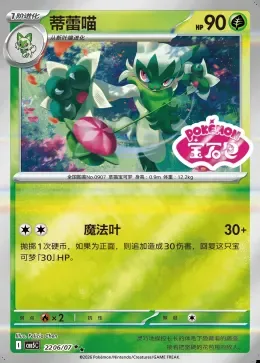 1阶进化
蒂蕾喵
HP 90
从新叶喵进化
POKÉMON
宝石包
全国图鉴No.0907 草猫宝可梦 身高：0.9m 体重：12.2kg
魔法叶 30+
抛掷1次硬币，如果为正面，则追加造成30伤害，回复这只宝
可梦「30」HP。
×2
Illus.
I CBB5C 2206/07
©2026 Pokémon/Nintendo/Creatures/GAME FREAK